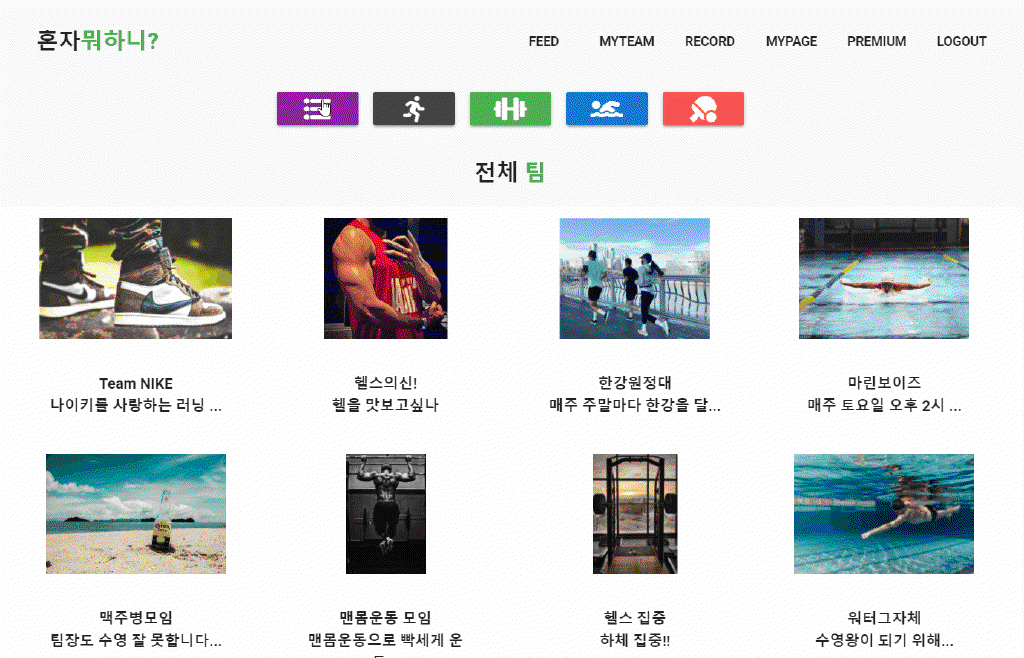 혼자뭐하니?
FEED MYTEAM RECORD MYPAGE PREMIUM LOGOUT
전체 팀
Team NIKE
나이키를 사랑하는 러닝 ...
헬스의신!
헬을 맛보고싶나
한강원정대
매주 주말마다 한강을 달...
마린보이즈
매주 토요일 오후 2시 ...
맥주병모임
팀장도 수영 잘 못합니다...
맨몸운동 모임
맨몸운동으로 빡세게 운
헬스 집중
하체 집중!!
워터그자체
수영왕이 되기 위해...